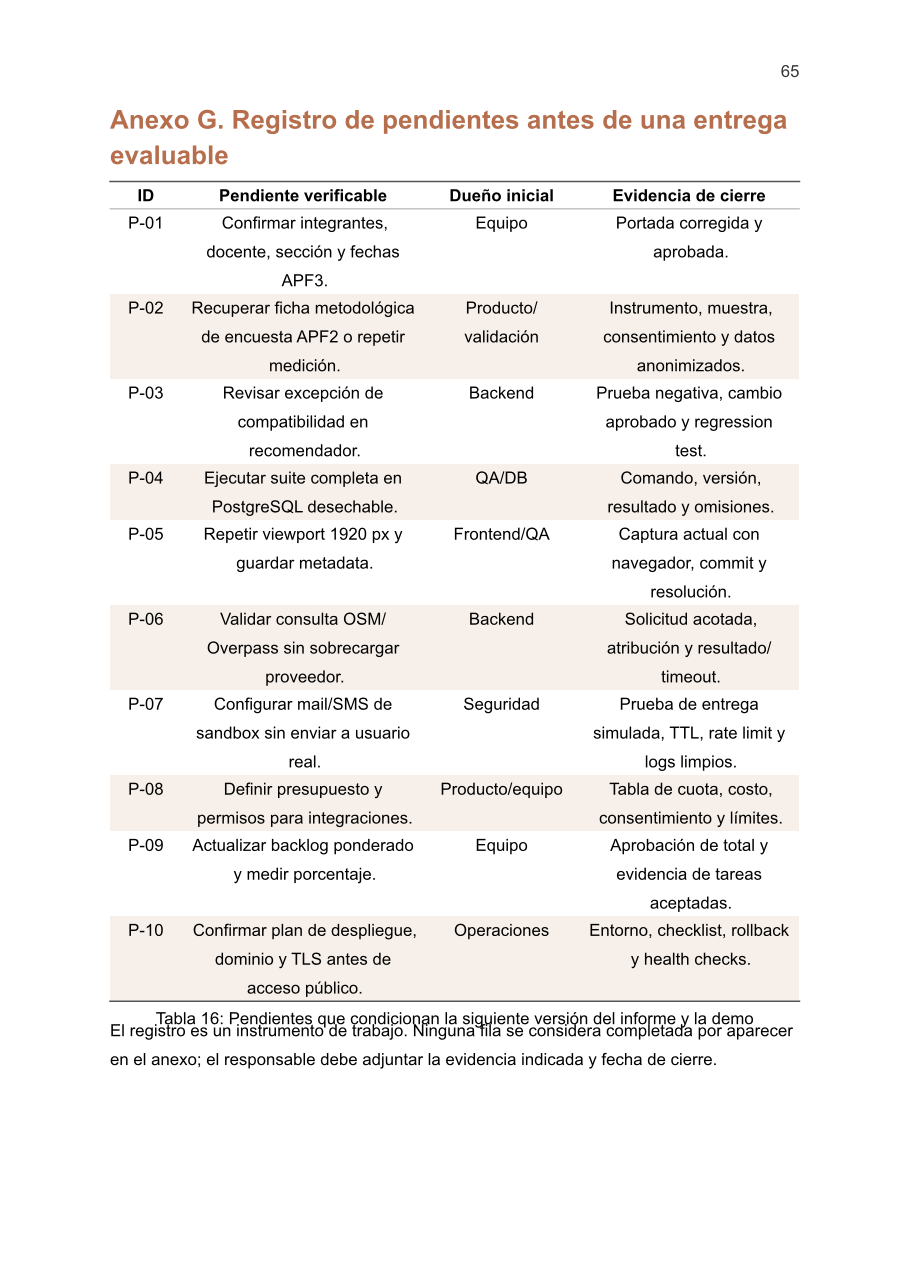 65
Anexo G. Registro de pendientes antes de una entrega
evaluable
ID Pendiente verificable Dueño inicial Evidencia de cierre
P-01 Confirmar integrantes, Equipo Portada corregida y
docente, sección y fechas aprobada.
APF3.
P-02 Recuperar ficha metodológica Producto/ Instrumento, muestra,
de encuesta APF2 o repetir validación consentimiento y datos
medición. anonimizados.
P-03 Revisar excepción de Backend Prueba negativa, cambio
compatibilidad en aprobado y regression
recomendador. test.
P-04 Ejecutar suite completa en QA/DB Comando, versión,
PostgreSQL desechable. resultado y omisiones.
P-05 Repetir viewport 1920 px y Frontend/QA Captura actual con
guardar metadata. navegador, commit y
resolución.
P-06 Validar consulta OSM/ Backend Solicitud acotada,
Overpass sin sobrecargar atribución y resultado/
proveedor. timeout.
P-07 Configurar mail/SMS de Seguridad Prueba de entrega
sandbox sin enviar a usuario simulada, TTL, rate limit y
real. logs limpios.
P-08 Definir presupuesto y Producto/equipo Tabla de cuota, costo,
permisos para integraciones. consentimiento y límites.
P-09 Actualizar backlog ponderado Equipo Aprobación de total y
y medir porcentaje. evidencia de tareas
aceptadas.
P-10 Confirmar plan de despliegue, Operaciones Entorno, checklist, rollback
dominio y TLS antes de y health checks.
acceso público.
Tabla 16: Pendientes que condicionan la siguiente versión del informe y la demo
El registro es un instrumento de trabajo. Ninguna fila se considera completada por aparecer
en el anexo; el responsable debe adjuntar la evidencia indicada y fecha de cierre.